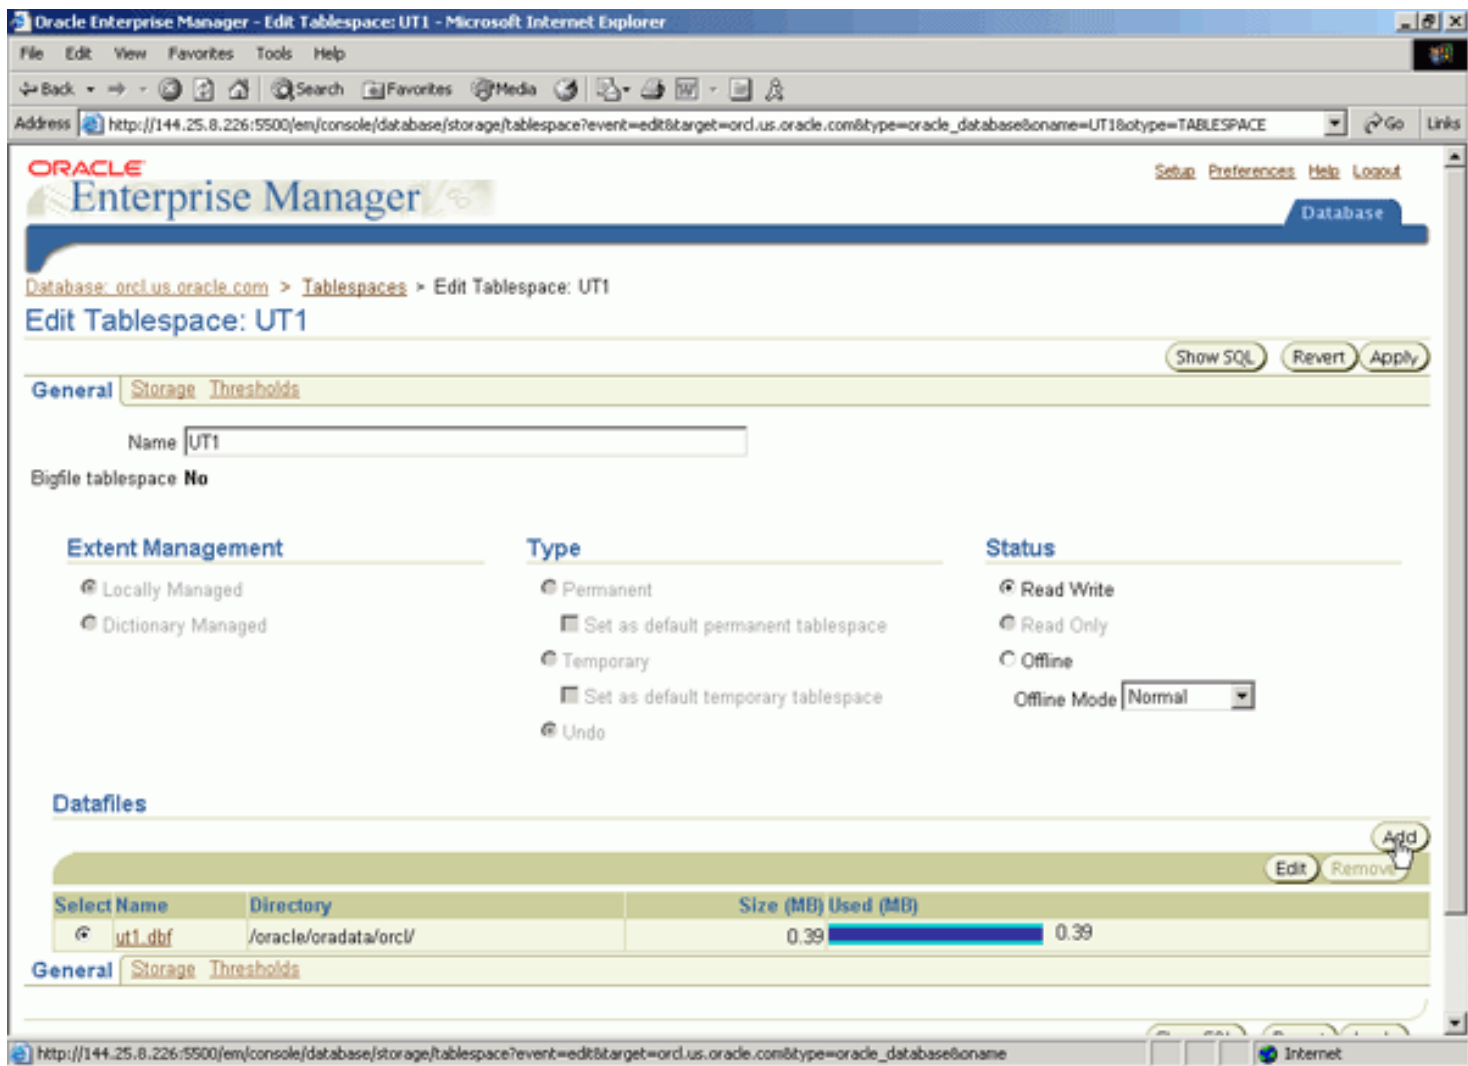 Oracle Enterprise Manager - Edit Tablespace: UT1 - Microsoft Internet Explorer
File Edit View Favorites Tools Help
Back Search Favorites Media
Address http://144.25.8.226:5500/em/console/database/storage/tablespace?event=edit&target=orcl.us.oracle.com&type=oracle_database&oname=UT1&otype=TABLESPACE Go Links
ORACLE
Enterprise Manager
Setup Preferences Help Logout
Database
Database: orcl.us.oracle.com > Tablespaces > Edit Tablespace: UT1
Edit Tablespace: UT1
Show SQL Revert Apply
General Storage Thresholds
Name UT1
Bigfile tablespace No
Extent Management Type Status
Locally Managed Permanent Read Write
Dictionary Managed Set as default permanent tablespace Read Only
Temporary Offline
Set as default temporary tablespace Offline Mode Normal
Undo
Datafiles
Add
Edit Remove
Select Name Directory Size (MB) Used (MB)
ut1.dbf /oracle/oradata/orcl/ 0.39 0.39
General Storage Thresholds
http://144.25.8.226:5500/em/console/database/storage/tablespace?event=edit&target=orcl.us.oracle.com&type=oracle_database&oname Internet